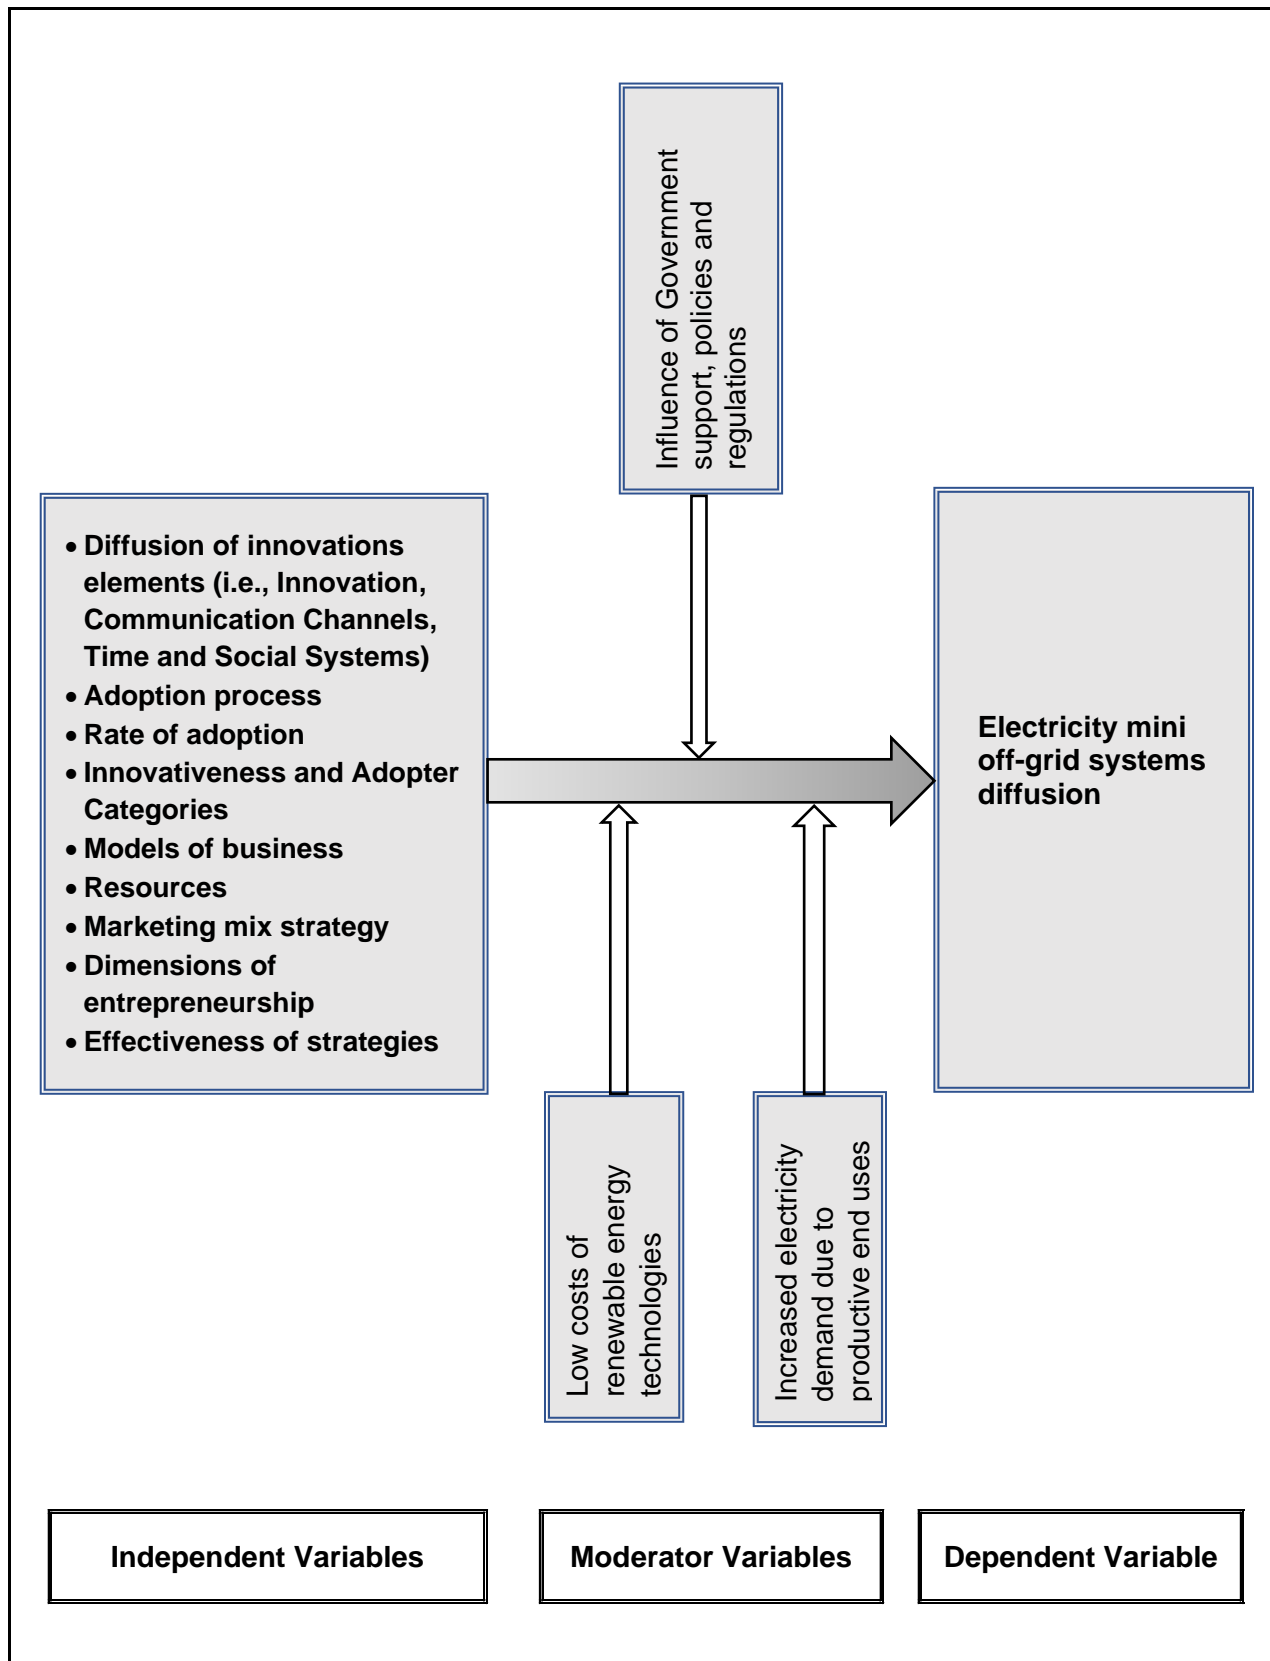 Influence of Government
support, policies and
regulations
• Diffusion of innovations
elements (i.e., Innovation,
Communication Channels,
Time and Social Systems)
• Adoption process
• Rate of adoption
• Innovativeness and Adopter
Categories
• Models of business
• Resources
• Marketing mix strategy
• Dimensions of
entrepreneurship
• Effectiveness of strategies
Electricity mini
off-grid systems
diffusion
Low costs of
renewable energy
technologies
Increased electricity
demand due to
productive end uses
Independent Variables
Moderator Variables
Dependent Variable